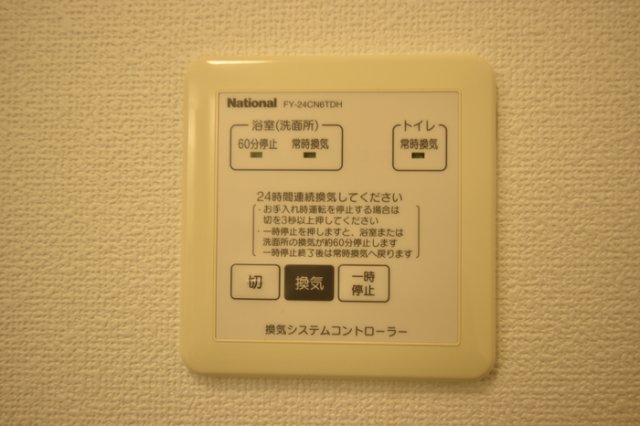 National FY-24CN6TDH
浴室(洗面所) トイレ
60分停止 常時換気 常時換気
24時間連続換気してください
・お手入れ時運転を停止する場合は
切を3秒以上押してください
・一時停止を押しますと、浴室または
洗面所の換気が約60分停止します
一時停止終了後は常時換気へ戻ります
切 換気 一時
停止
換気システムコントローラー